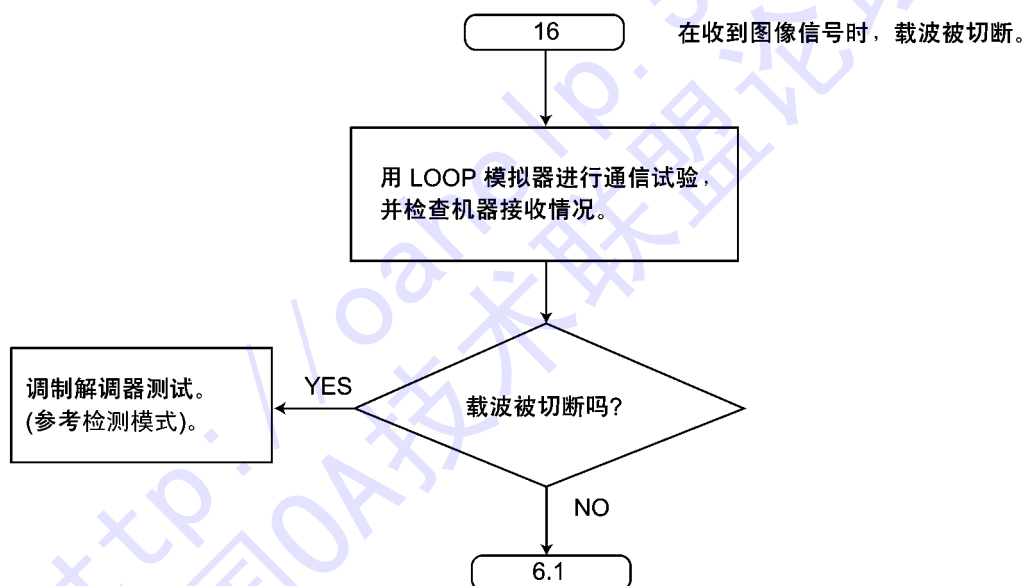 16
在收到图像信号时，载波被切断。
用 LOOP 模拟器进行通信试验，
并检查机器接收情况。
调制解调器测试。
(参考检测模式)。
YES
载波被切断吗?
NO
6.1